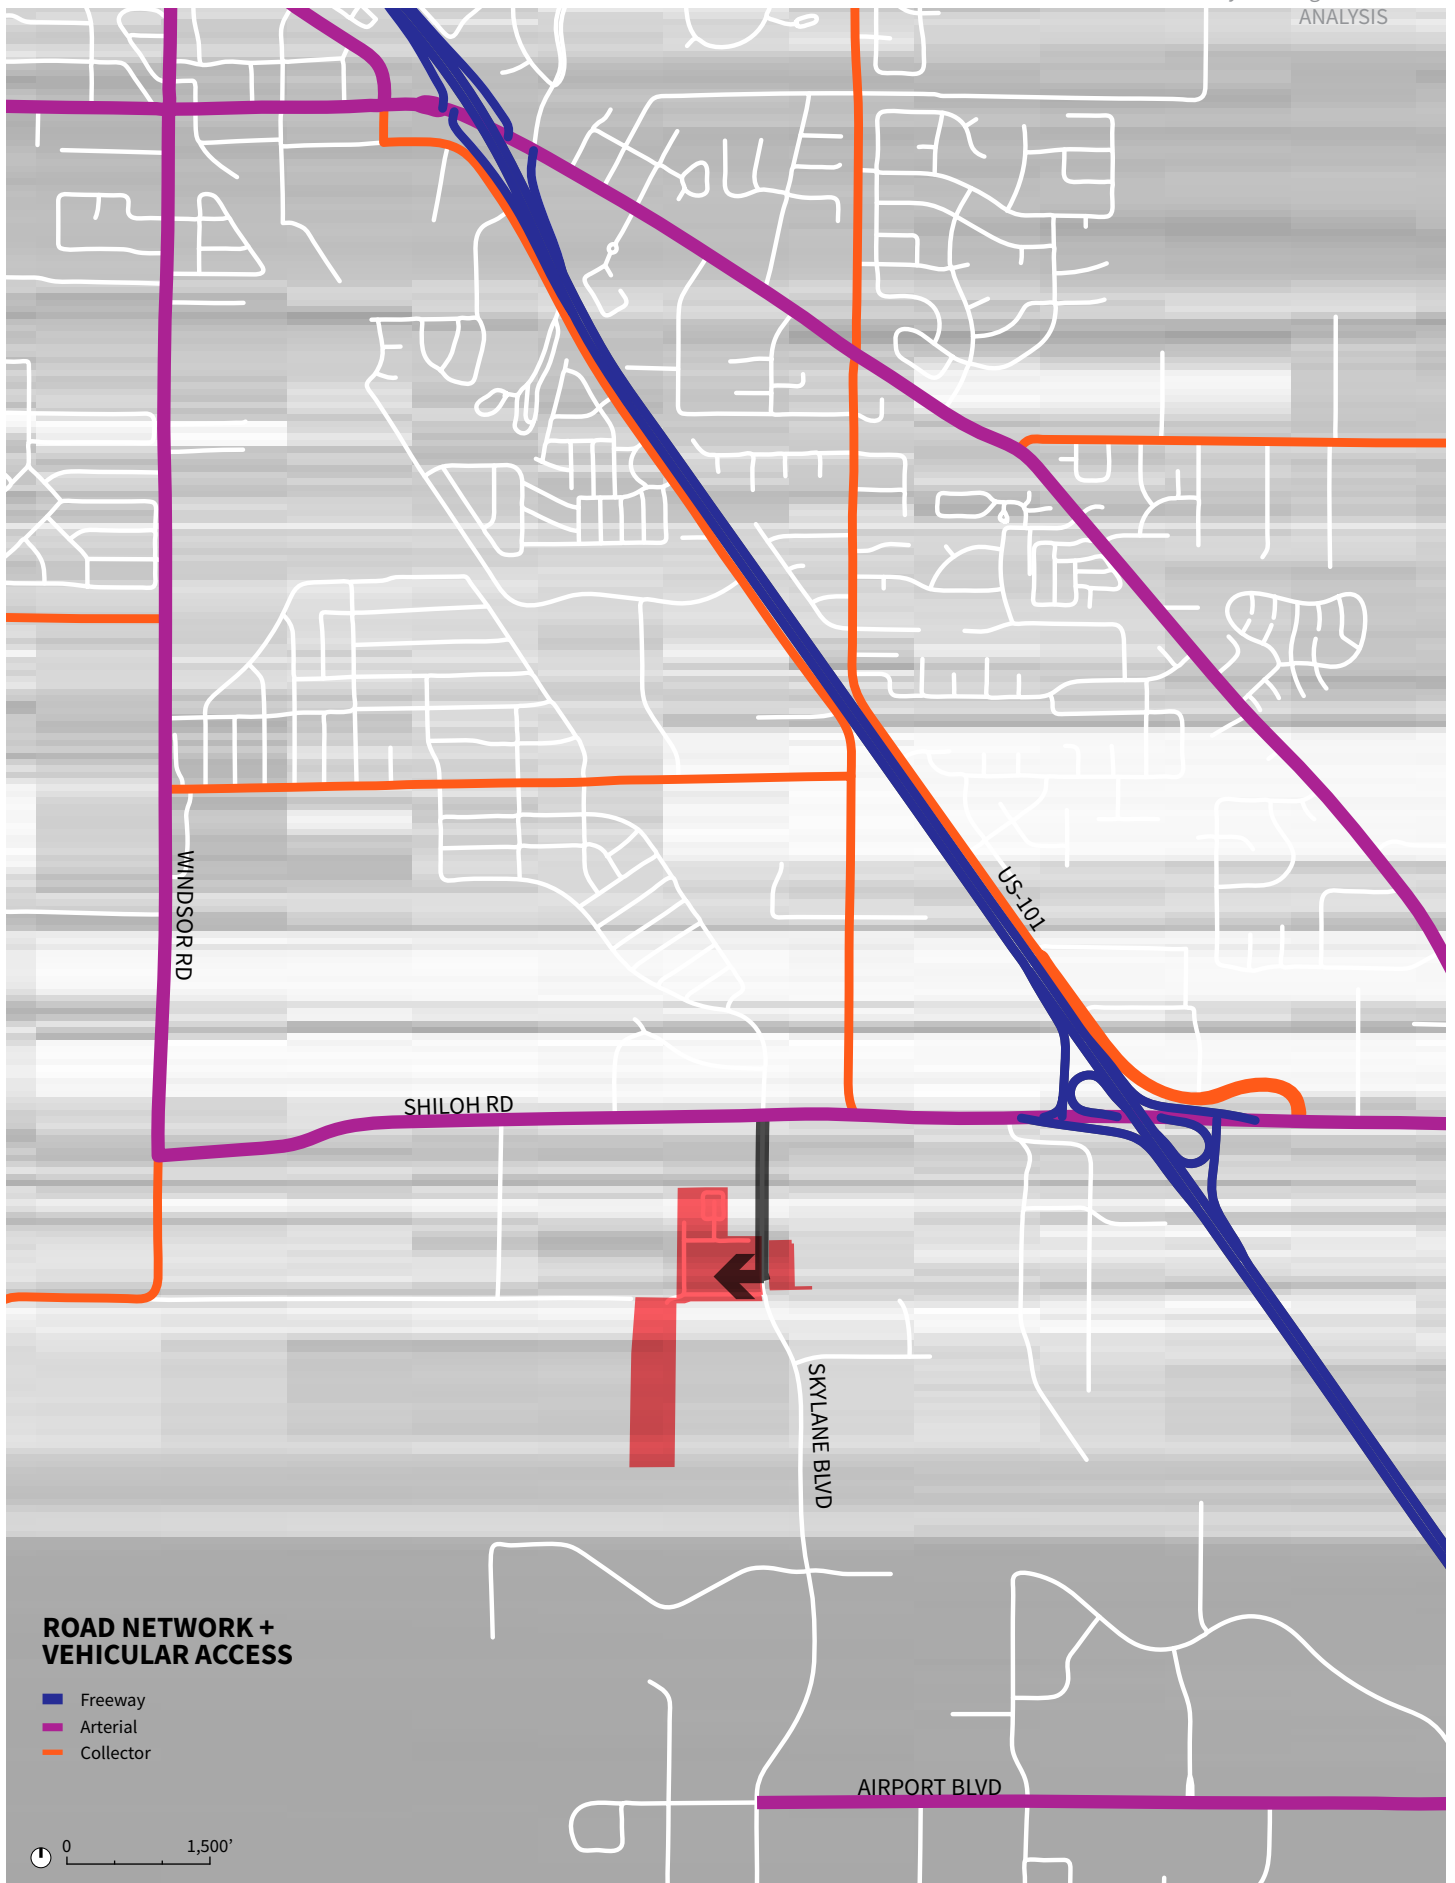 ANALYSIS
WINDSOR RD
US-101
SHILOH RD
SKYLANE BLVD
ROAD NETWORK +
VEHICULAR ACCESS
Freeway
Arterial
Collector
AIRPORT BLVD
0 1,500’